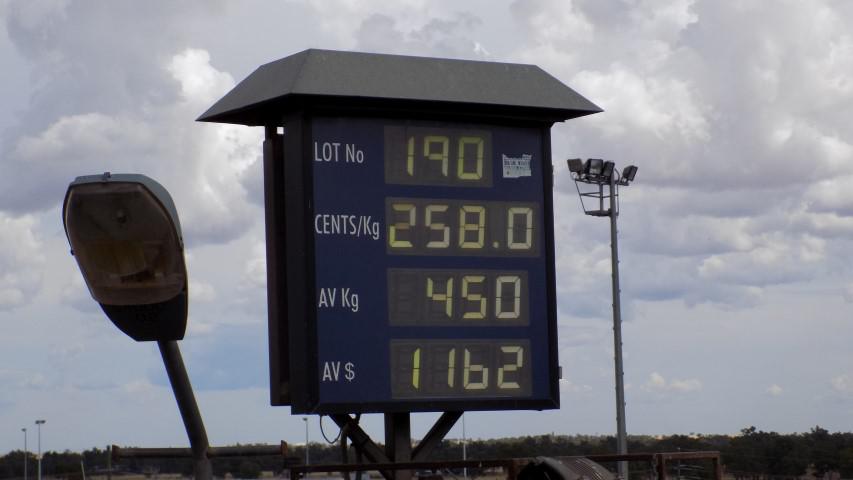 LOT No 190
CENTS/Kg 258.0
AV Kg 450
AV $ 1162